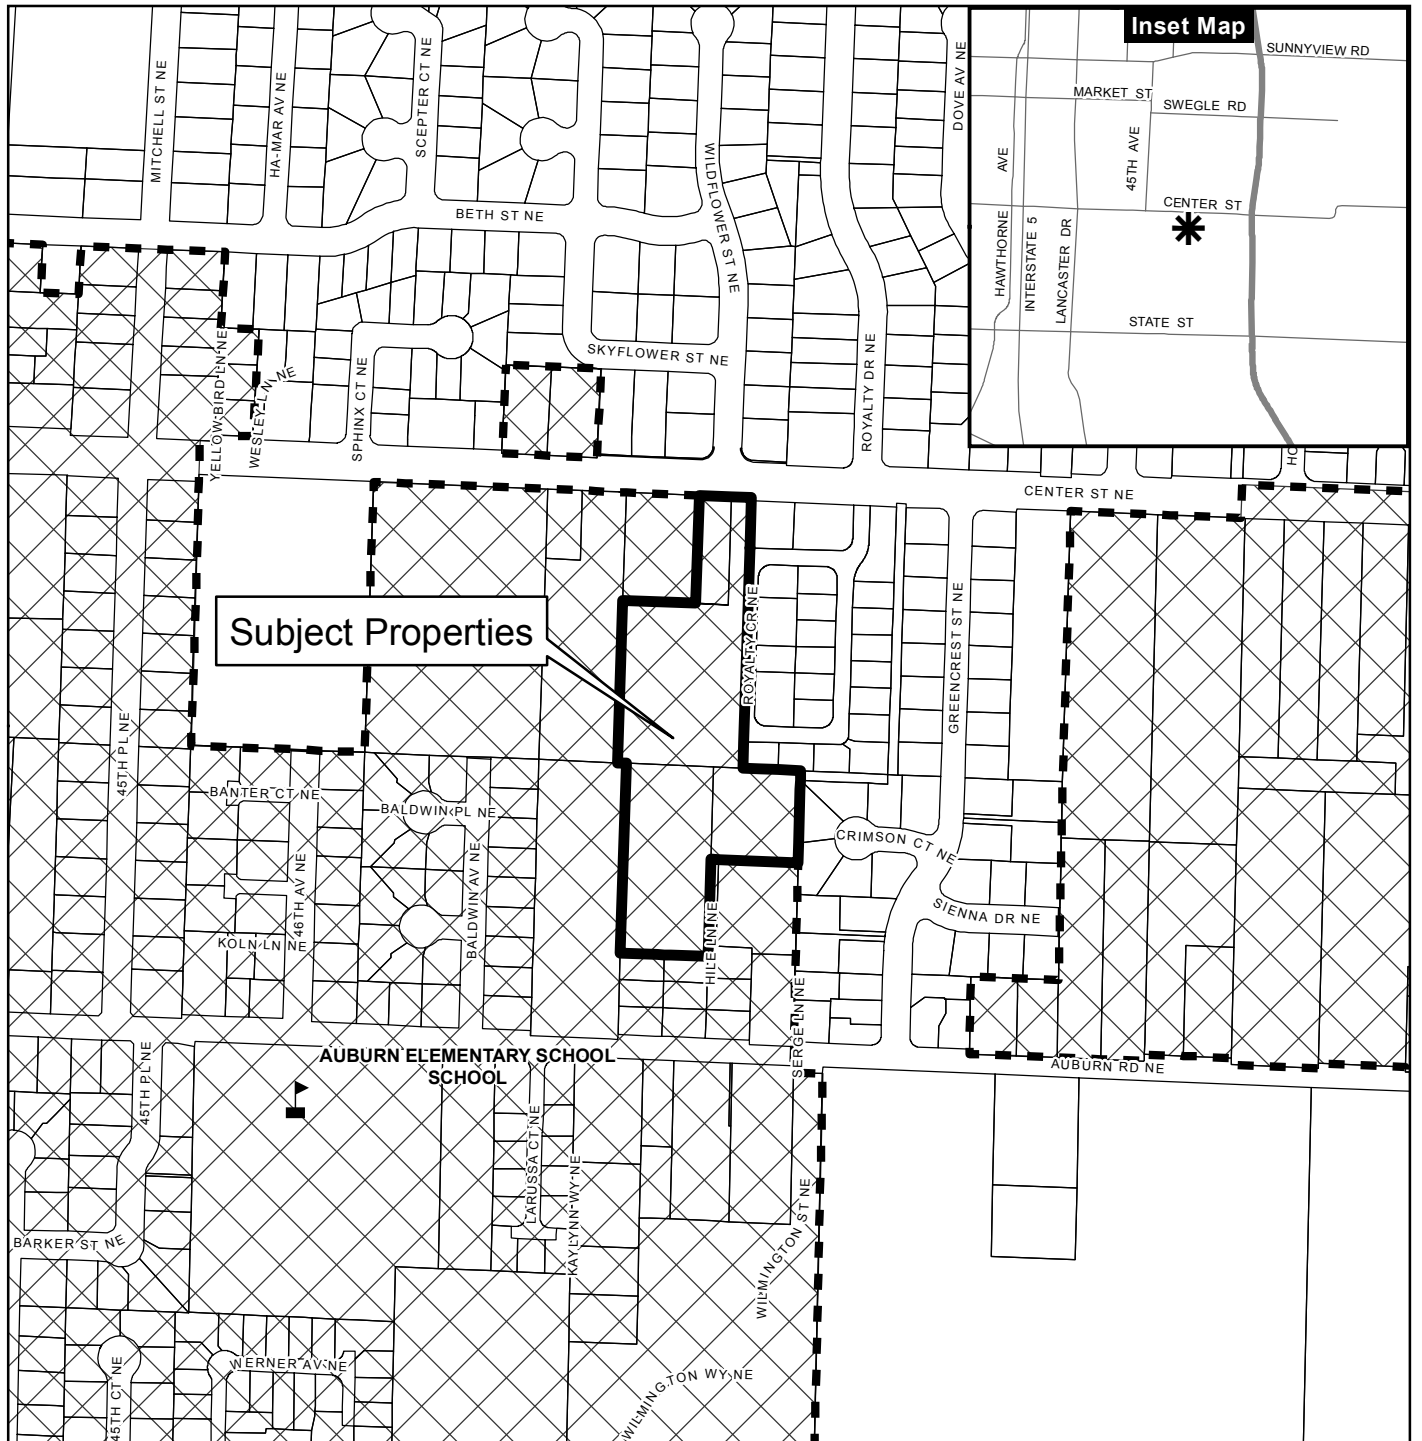 Inset Map
SUNNYVIEW RD
MARKET ST
SWEGLE RD
HAWTHORNE AVE
45TH AVE
CENTER ST
INTERSTATE 5
LANCASTER DR
STATE ST
MITCHELL ST NE
HA-MAR AV NE
SCEPTER CT NE
WILDFLOWER ST NE
DOVE AV NE
BETH ST NE
YELLOW BIRD LN NE
WESLEY LN NE
SPHINX CT NE
SKYFLOWER ST NE
ROYALTY DR NE
HO
CENTER ST NE
Subject Properties
ROYALTY CR NE
GREENCREST ST NE
45TH PL NE
BANTER CT NE
BALDWIN PL NE
46TH AV NE
BALDWIN AV NE
KOLN LN NE
CRIMSON CT NE
SIENNA DR NE
HILE LN NE
SERGE LN NE
AUBURN ELEMENTARY SCHOOL
SCHOOL
AUBURN RD NE
45TH PL NE
LARUSSA CT NE
KAYLYNN WY NE
WILMINGTON ST NE
BARKER ST NE
WERNER AV NE
45TH CT NE
WILMINGTON WY NE